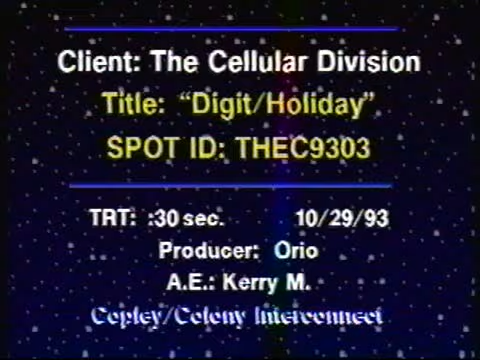 Client: The Cellular Division
Title: “Digit/Holiday”
SPOT ID: THEC9303
TRT: :30 sec. 10/29/93
Producer: Orio
A.E.: Kerry M.
Copley/Colony Interconnect